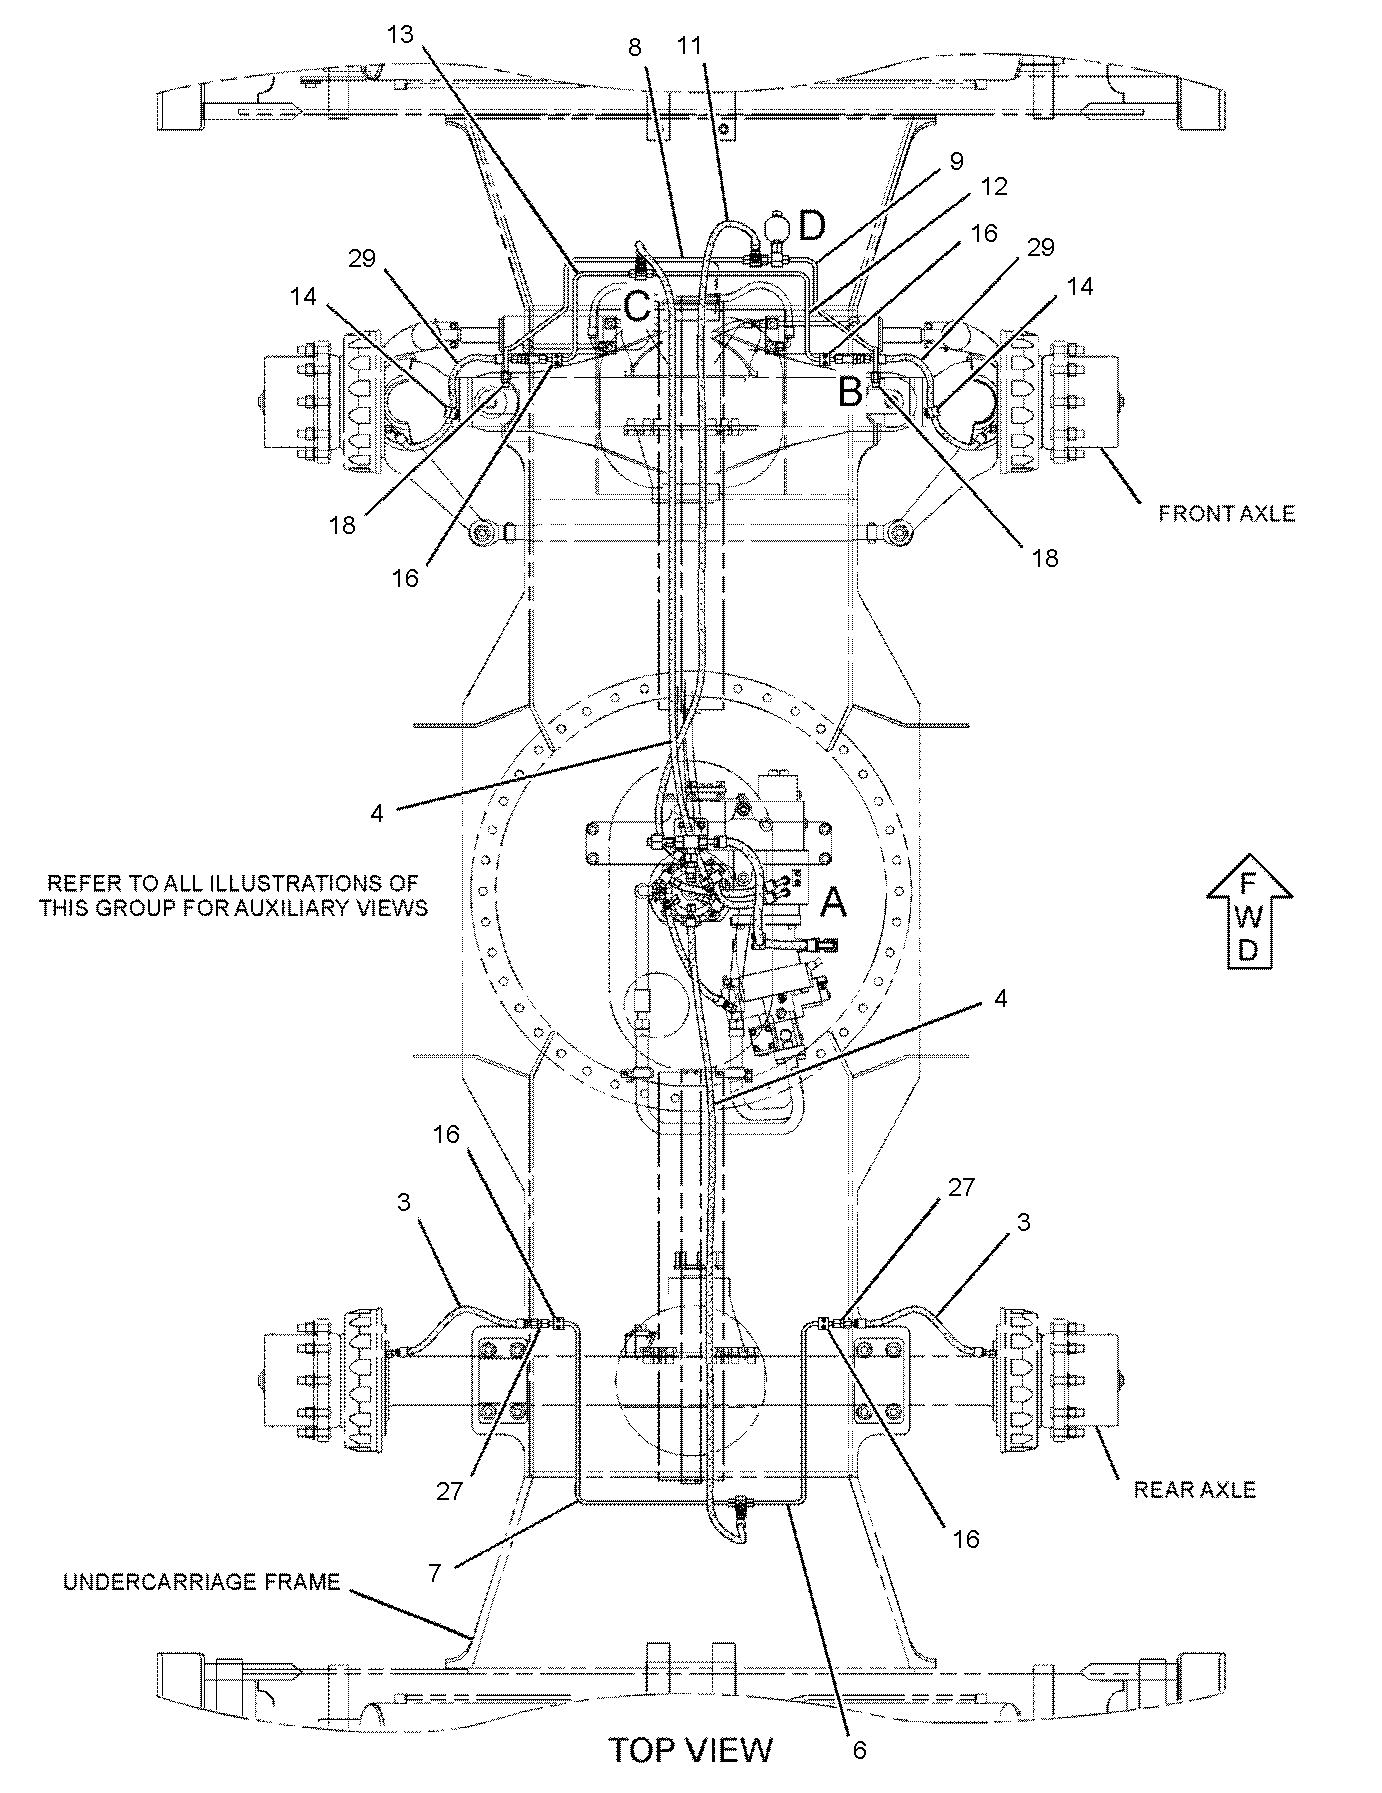 13
8
11
9
12
16
29
14
D
29
14
C
B
18
16
18
FRONT AXLE
4
REFER TO ALL ILLUSTRATIONS OF
THIS GROUP FOR AUXILIARY VIEWS
A
F
W
D
4
16
3
27
3
27
7
16
REAR AXLE
UNDERCARRIAGE FRAME
6
TOP VIEW